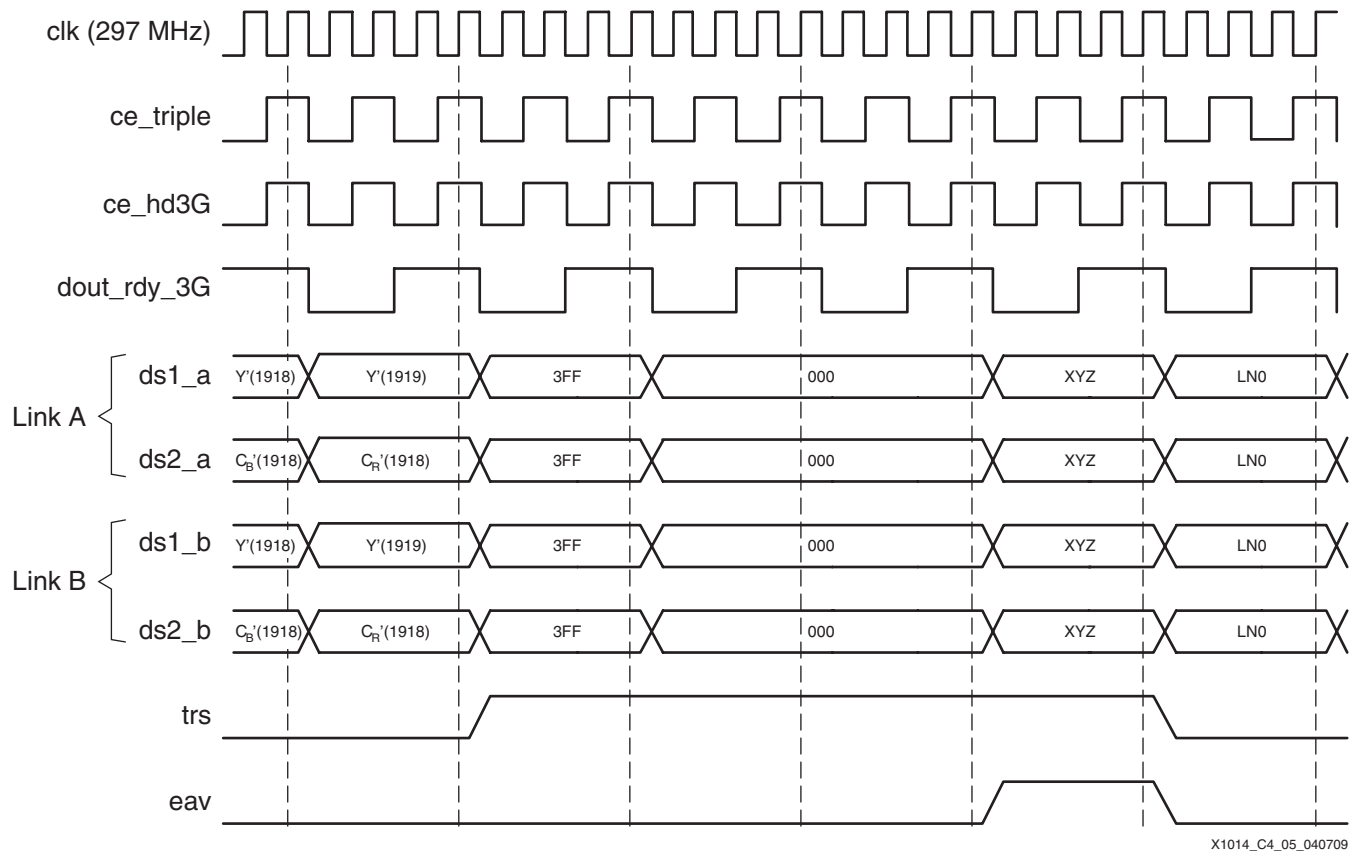 clk (297 MHz)
ce_triple
ce_hd3G
dout_rdy_3G
Link A
ds1_a Y'(1918) Y'(1919) 3FF 000 XYZ LN0
ds2_a CB'(1918) CR'(1918) 3FF 000 XYZ LN0
Link B
ds1_b Y'(1918) Y'(1919) 3FF 000 XYZ LN0
ds2_b CB'(1918) CR'(1918) 3FF 000 XYZ LN0
trs
eav
X1014_C4_05_040709